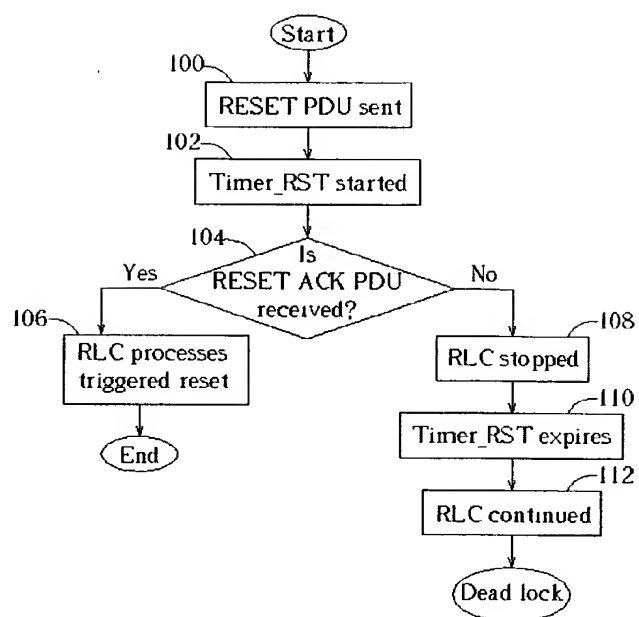 Start
100
RESET PDU sent
102
Timer_RST started
104
Is
RESET ACK PDU
received?
Yes
No
106
RLC processes
triggered reset
End
108
RLC stopped
110
Timer_RST expires
112
RLC continued
Dead lock